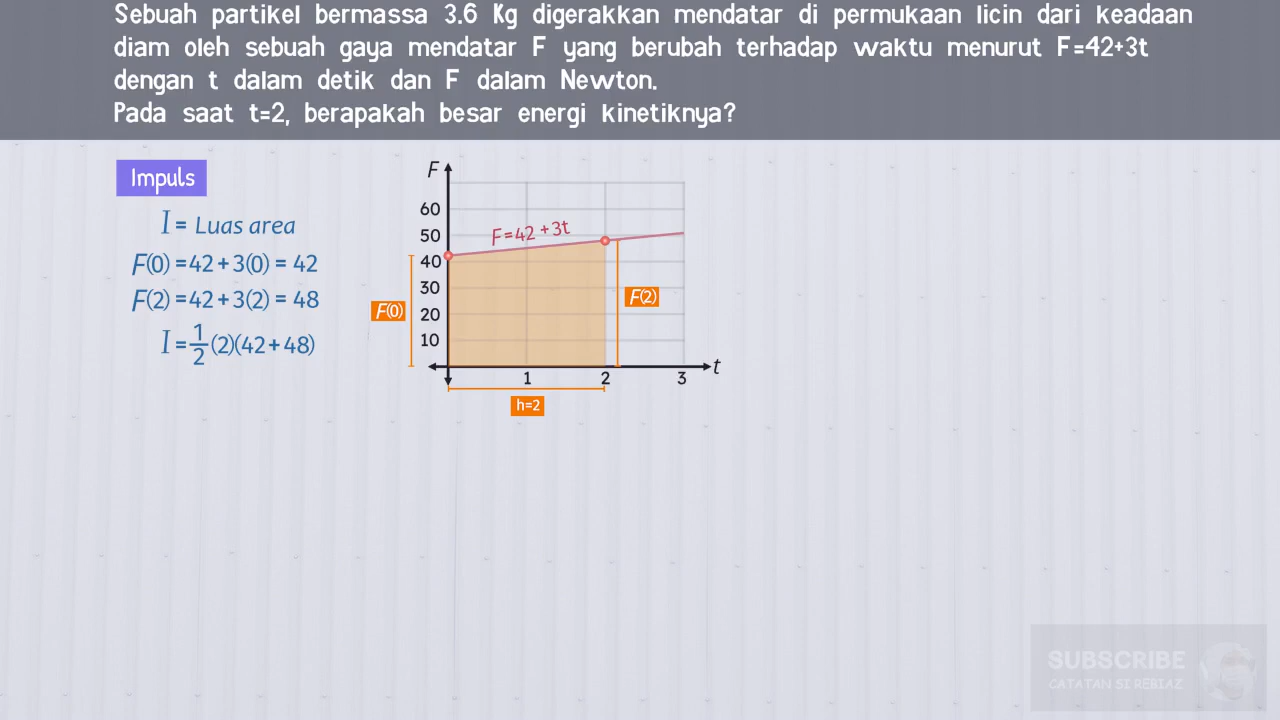 Sebuah partikel bermassa 3.6 Kg digerakkan mendatar di permukaan licin dari keadaan
diam oleh sebuah gaya mendatar F yang berubah terhadap waktu menurut F=42+3t
dengan t dalam detik dan F dalam Newton.
Pada saat t=2, berapakah besar energi kinetiknya?
Impuls
I = Luas area
F(0) = 42 + 3(0) = 42
F(2) = 42 + 3(2) = 48
I = 1/2 (2)(42 + 48)
F
60
50
40
30
20
10
F = 42 + 3t
F(0)
F(2)
1 2 3 t
h=2
SUBSCRIBE
CATATAN SI REBIAZ